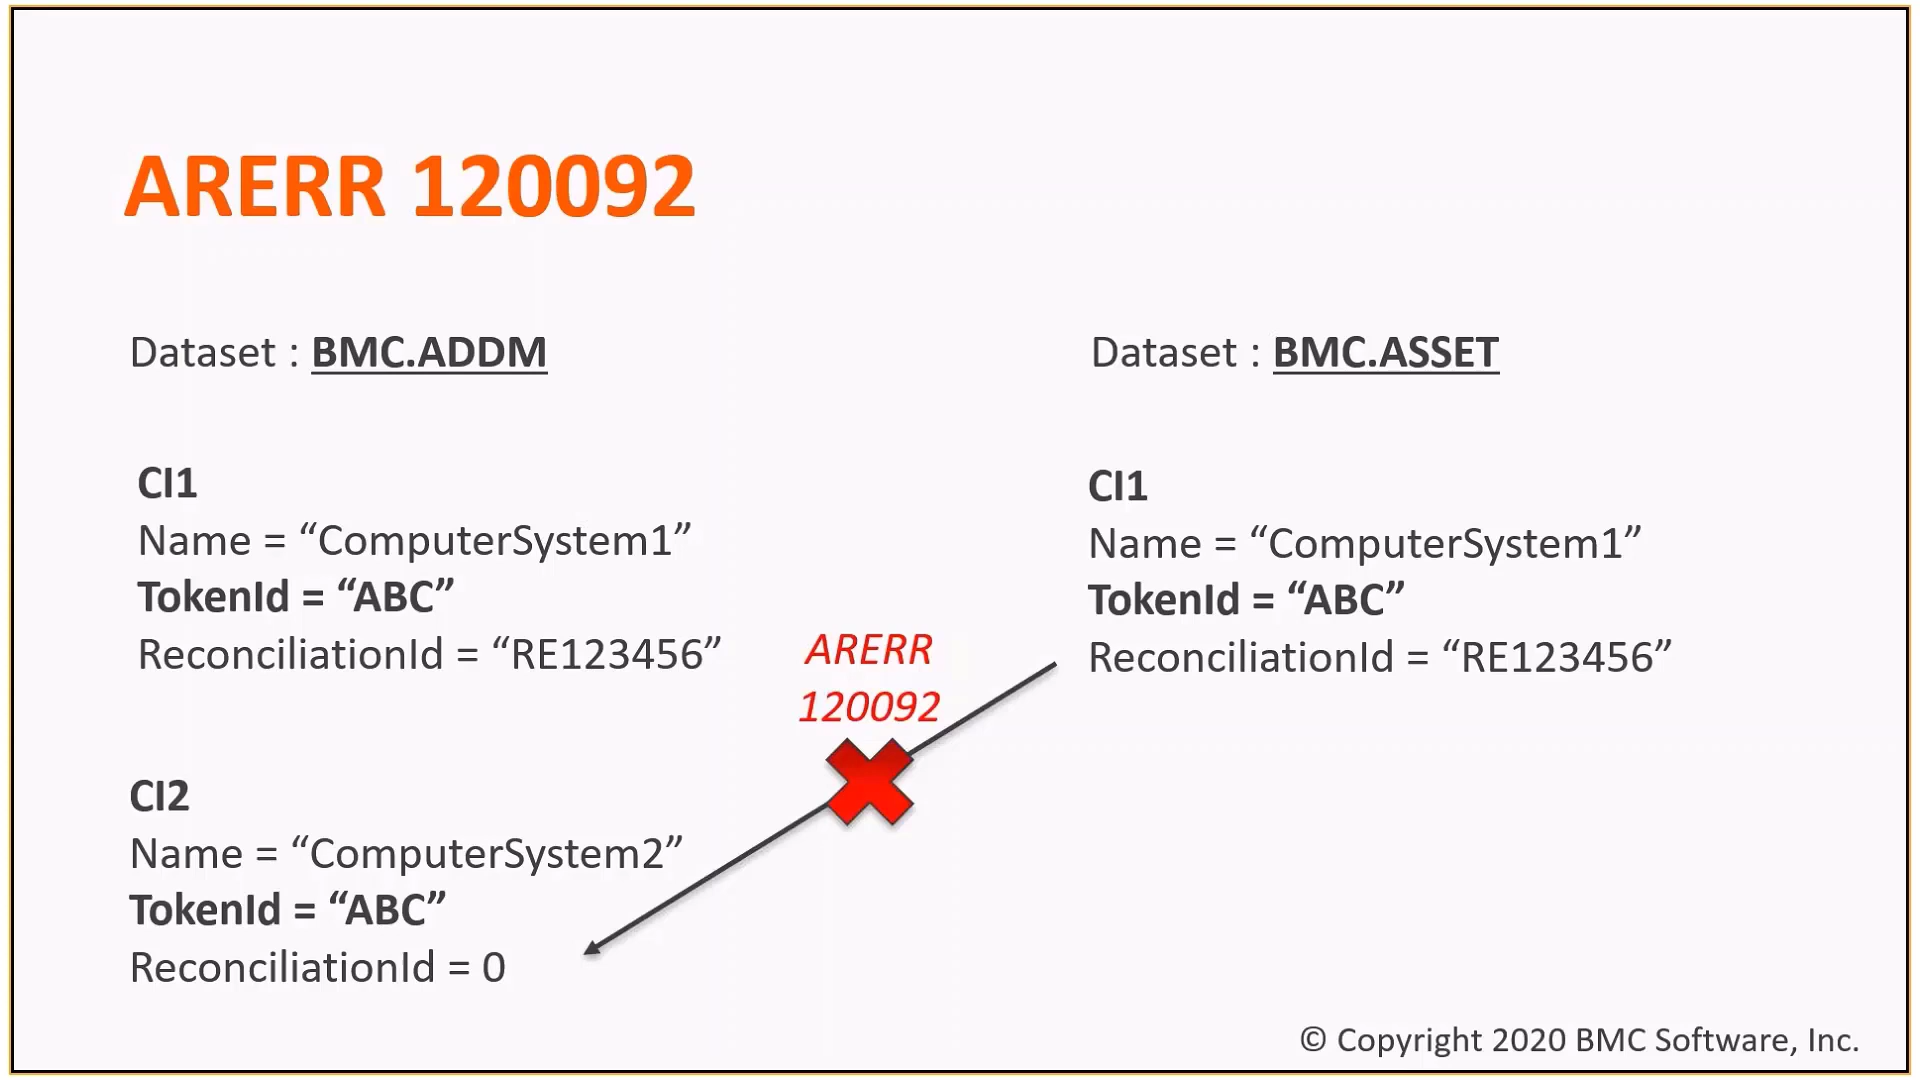 ARERR 120092
Dataset : BMC.ADDM
CI1
Name = “ComputerSystem1”
TokenId = “ABC”
ReconciliationId = “RE123456”
CI2
Name = “ComputerSystem2”
TokenId = “ABC”
ReconciliationId = 0
ARERR
120092
Dataset : BMC.ASSET
CI1
Name = “ComputerSystem1”
TokenId = “ABC”
ReconciliationId = “RE123456”
© Copyright 2020 BMC Software, Inc.